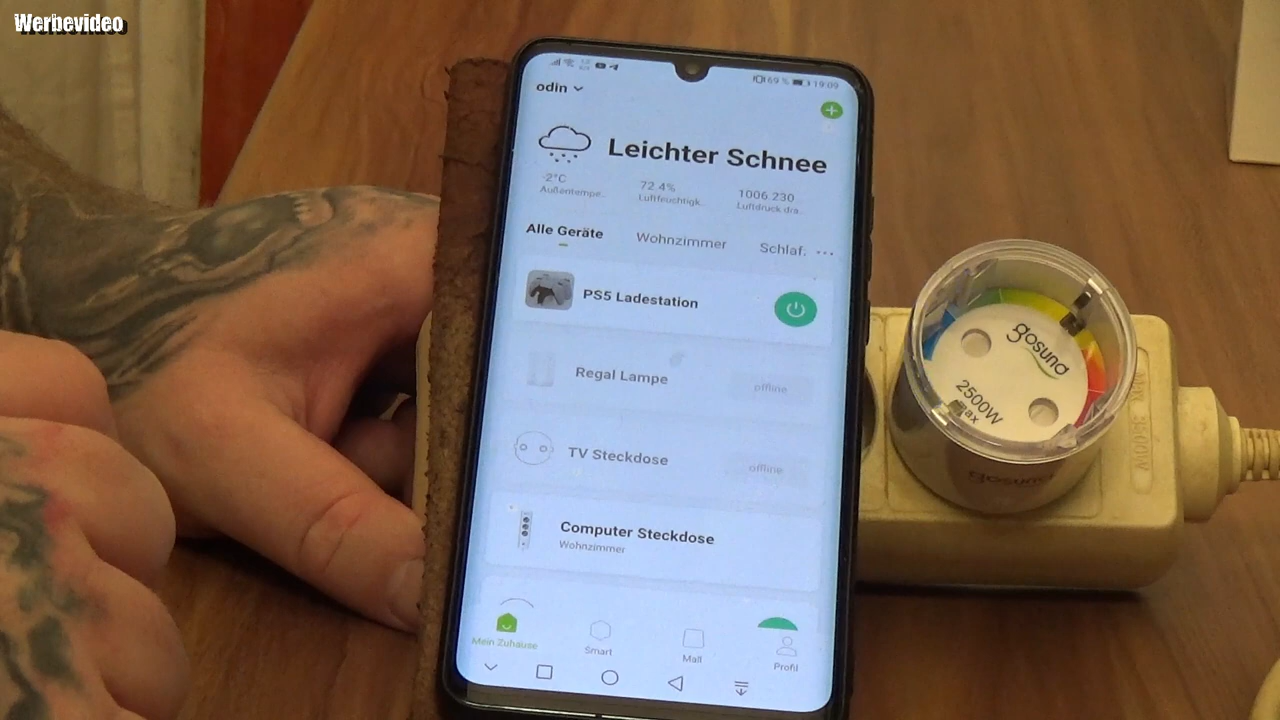 Werbevideo
69 % 19:09
odin
Leichter Schnee
-2°C
72.4%
1006.230
Außentempe..
Luftfeuchtigk..
Luftdruck dra..
Alle Geräte
Wohnzimmer
Schlaf.
PS5 Ladestation
Regal Lampe
offline
TV Steckdose
offline
Computer Steckdose
Wohnzimmer
Mein Zuhause
Smart
Mall
Profil
gosund
2500W
Max
gosund